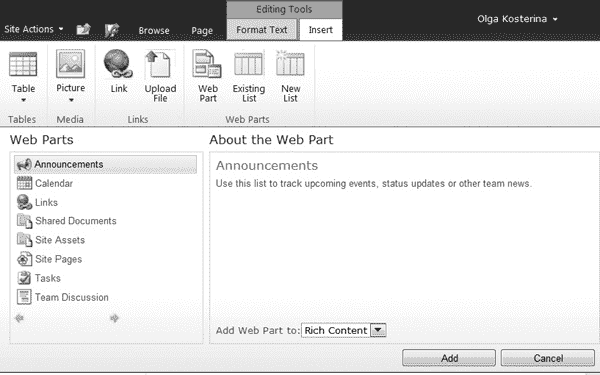 Editing Tools
Site Actions Browse Page Format Text Insert Olga Kosterina
Table Picture Link Upload File Web Part Existing List New List
Tables Media Links Web Parts
Web Parts
Announcements
Calendar
Links
Shared Documents
Site Assets
Site Pages
Tasks
Team Discussion
About the Web Part
Announcements
Use this list to track upcoming events, status updates or other team news.
Add Web Part to: Rich Content
Add Cancel